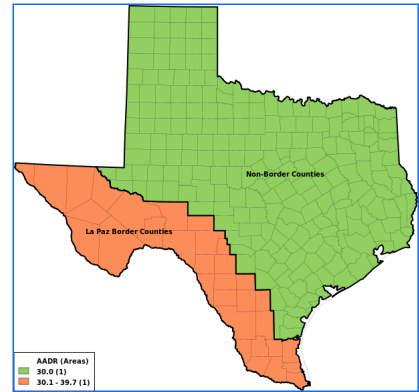 Non-Border Counties
La Paz Border Counties
AADR (Areas)
30.0 (1)
30.1 - 39.7 (1)